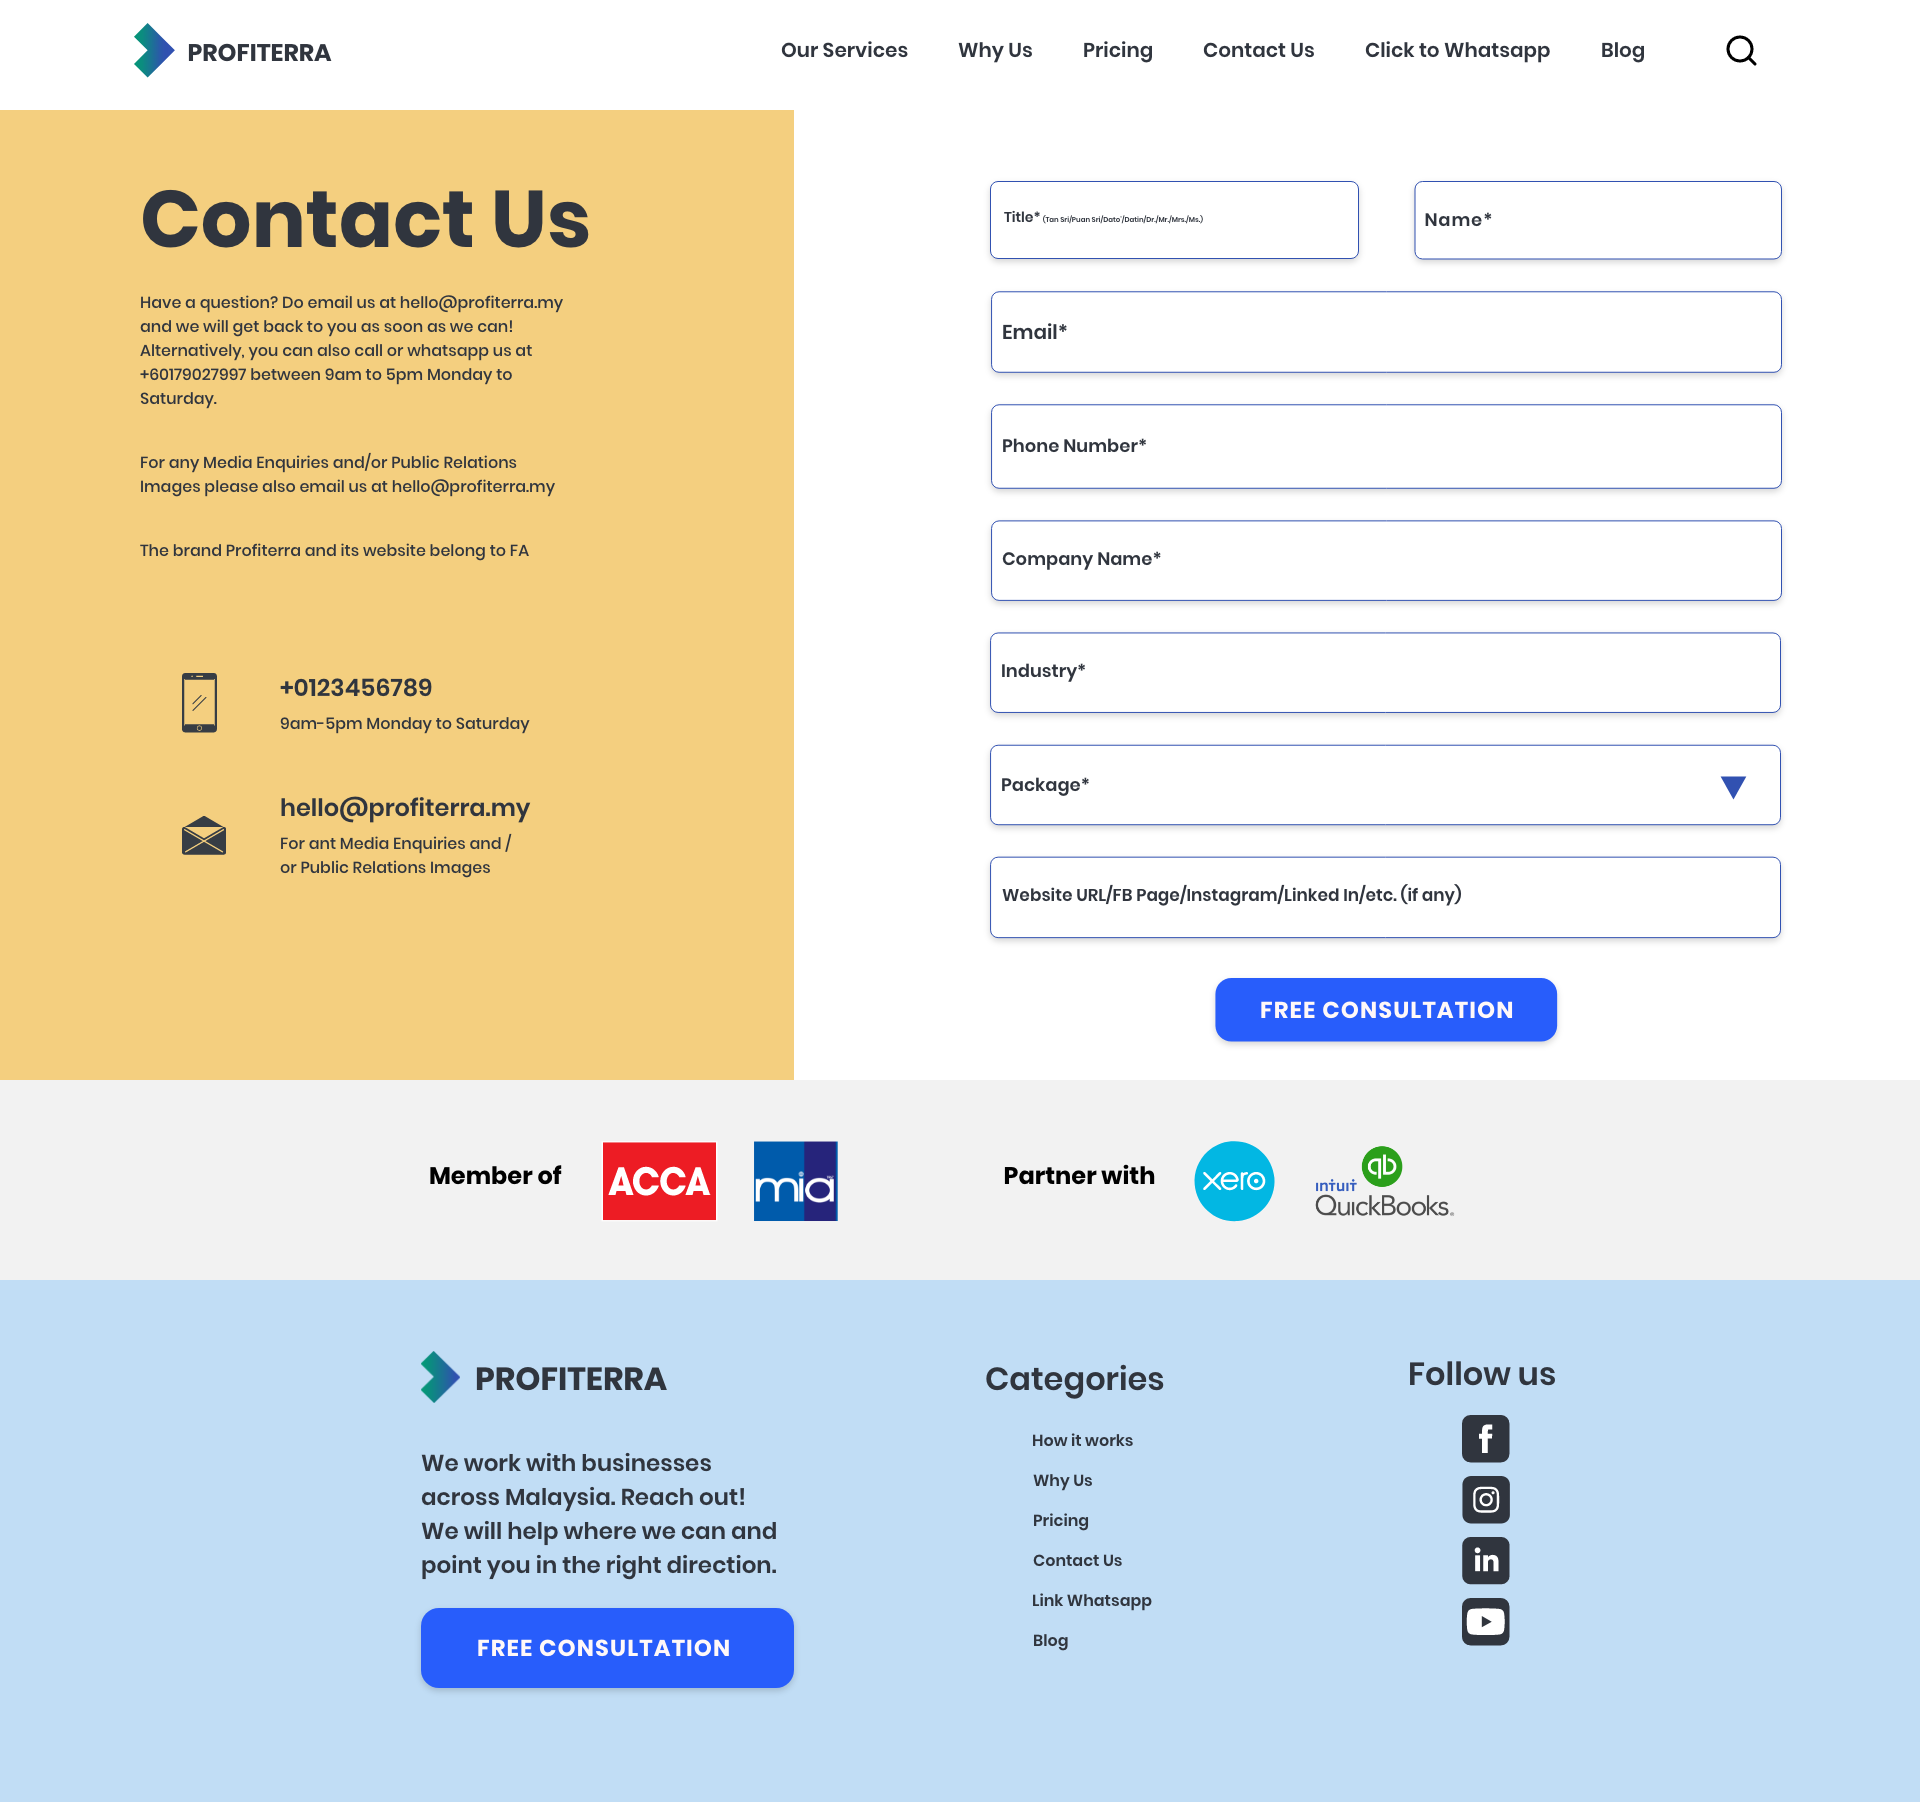 PROFITERRA
Our Services
Why Us
Pricing
Contact Us
Click to Whatsapp
Blog
Contact Us
Have a question? Do email us at hello@profiterra.my
and we will get back to you as soon as we can!
Alternatively, you can also call or whatsapp us at
+60179027997 between 9am to 5pm Monday to
Saturday.
For any Media Enquiries and/or Public Relations
Images please also email us at hello@profiterra.my
The brand Profiterra and its website belong to FA
+0123456789
9am-5pm Monday to Saturday
hello@profiterra.my
For ant Media Enquiries and /
or Public Relations Images
Title* (Tan Sri/Puan Sri/Dato'/Datin/Dr./Mr./Mrs./Ms.)
Name*
Email*
Phone Number*
Company Name*
Industry*
Package*
Website URL/FB Page/Instagram/Linked In/etc. (if any)
FREE CONSULTATION
Member of
ACCA
mia
Partner with
xero
qb
intuit
QuickBooks.
PROFITERRA
We work with businesses
across Malaysia. Reach out!
We will help where we can and
point you in the right direction.
FREE CONSULTATION
Categories
How it works
Why Us
Pricing
Contact Us
Link Whatsapp
Blog
Follow us
f
in